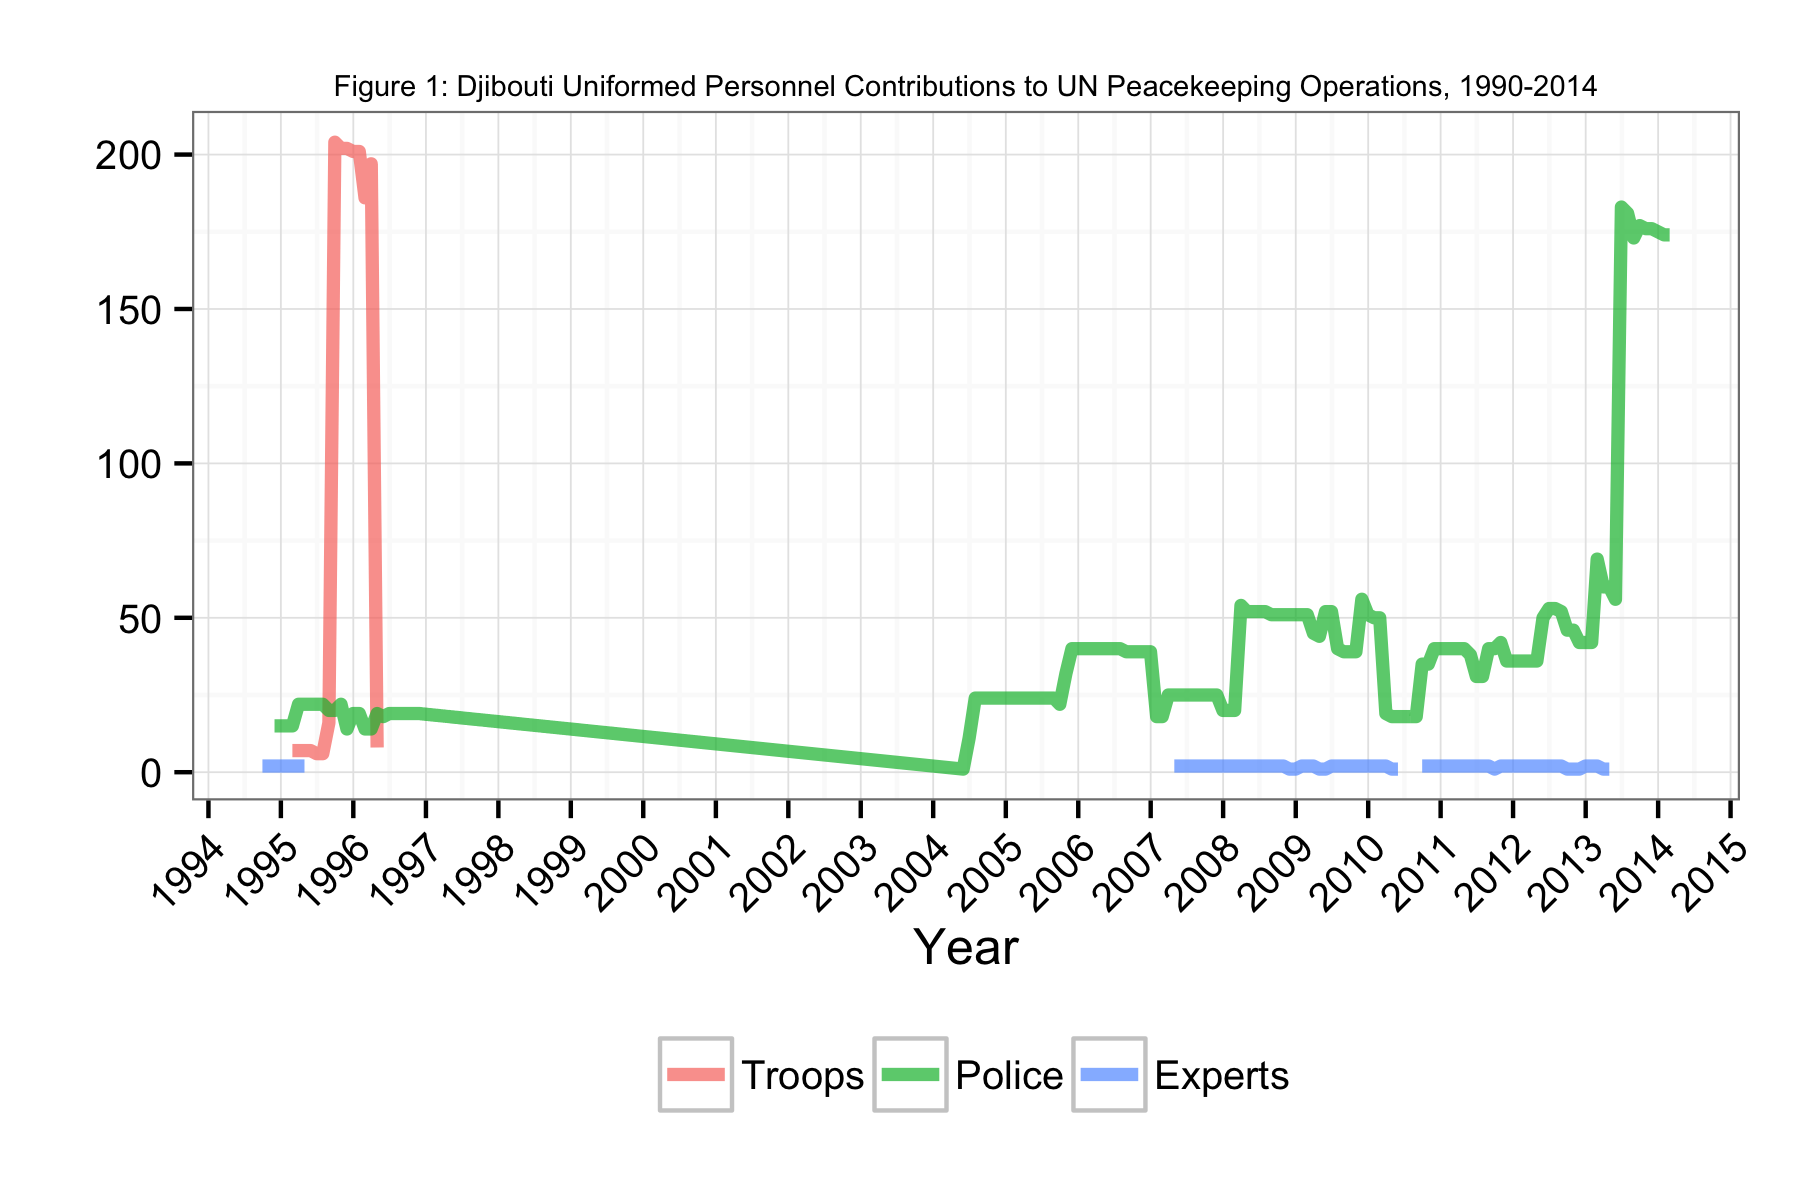 Figure 1: Djibouti Uniformed Personnel Contributions to UN Peacekeeping Operations, 1990-2014
200
150
100
50
0
1994 1995 1996 1997 1998 1999 2000 2001 2002 2003 2004 2005 2006 2007 2008 2009 2010 2011 2012 2013 2014 2015
Year
Troops Police Experts